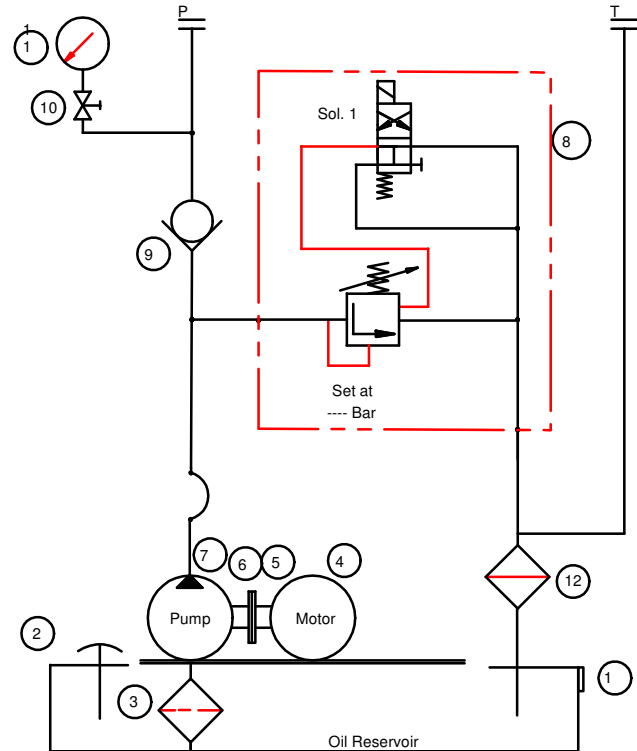 P
T
1
1
10
Sol. 1
8
9
Set at
---- Bar
7
6
5
4
12
Pump
Motor
2
3
1
Oil Reservoir